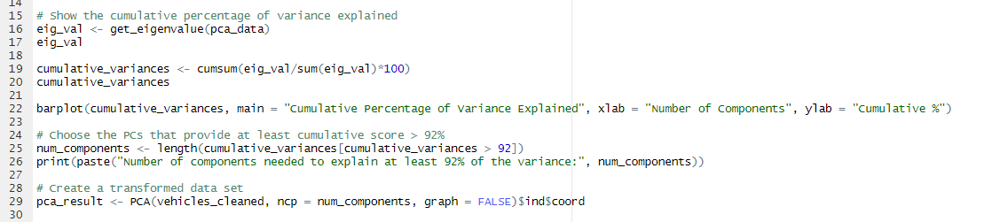 14
15 # Show the cumulative percentage of variance explained
16 eig_val <- get_eigenvalue(pca_data)
17 eig_val
18
19 cumulative_variances <- cumsum(eig_val/sum(eig_val)*100)
20 cumulative_variances
21
22 barplot(cumulative_variances, main = "Cumulative Percentage of Variance Explained", xlab = "Number of Components", ylab = "Cumulative %")
23
24 # Choose the PCs that provide at least cumulative score > 92%
25 num_components <- length(cumulative_variances[cumulative_variances > 92])
26 print(paste("Number of components needed to explain at least 92% of the variance:", num_components))
27
28 # Create a transformed data set
29 pca_result <- PCA(vehicles_cleaned, ncp = num_components, graph = FALSE)$ind$coord
30